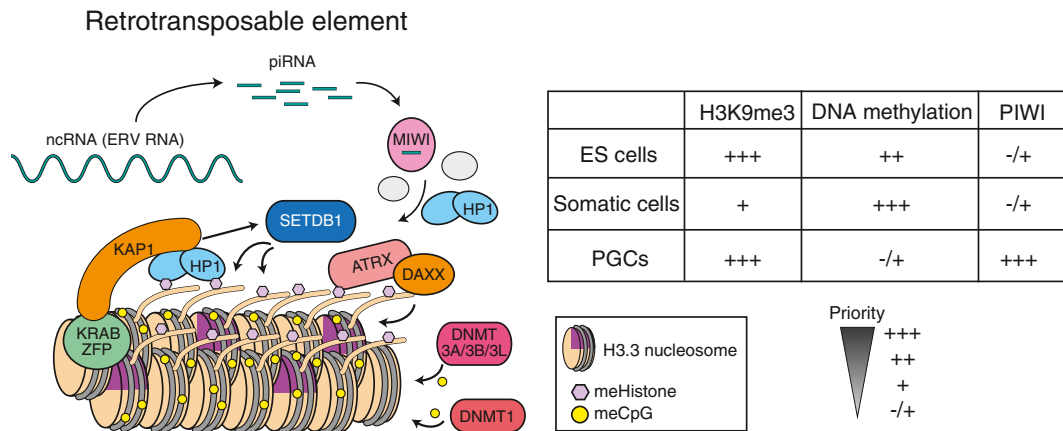 Retrotransposable element
piRNA
ncRNA (ERV RNA)
MIWI
HP1
SETDB1
KAP1
HP1
ATRX
DAXX
KRAB
ZFP
DNMT
3A/3B/3L
DNMT1
H3K9me3 DNA methylation PIWI
ES cells +++ ++ -/+
Somatic cells + +++ -/+
PGCs +++ -/+ +++
H3.3 nucleosome
meHistone
meCpG
Priority
+++
++
+
-/+